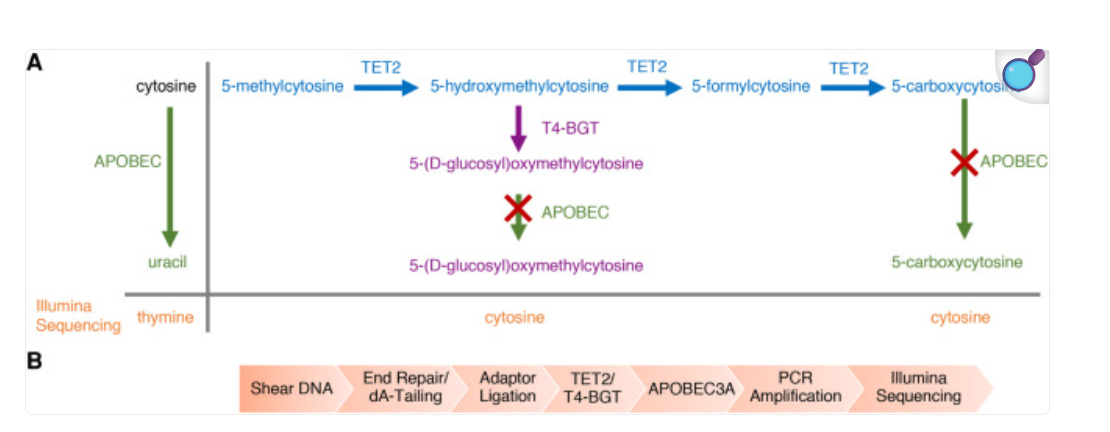 A
cytosine
5-methylcytosine
TET2
5-hydroxymethylcytosine
TET2
5-formylcytosine
TET2
APOBEC
T4-BGT
5-(D-glucosyl)oxymethylcytosine
APOBEC
APOBEC
uracil
5-(D-glucosyl)oxymethylcytosine
5-carboxycytosine
Illumina
Sequencing
thymine
cytosine
cytosine
B
Shear DNA
End Repair/
dA-Tailing
Adaptor
Ligation
TET2/
T4-BGT
APOBEC3A
PCR
Amplification
Illumina
Sequencing